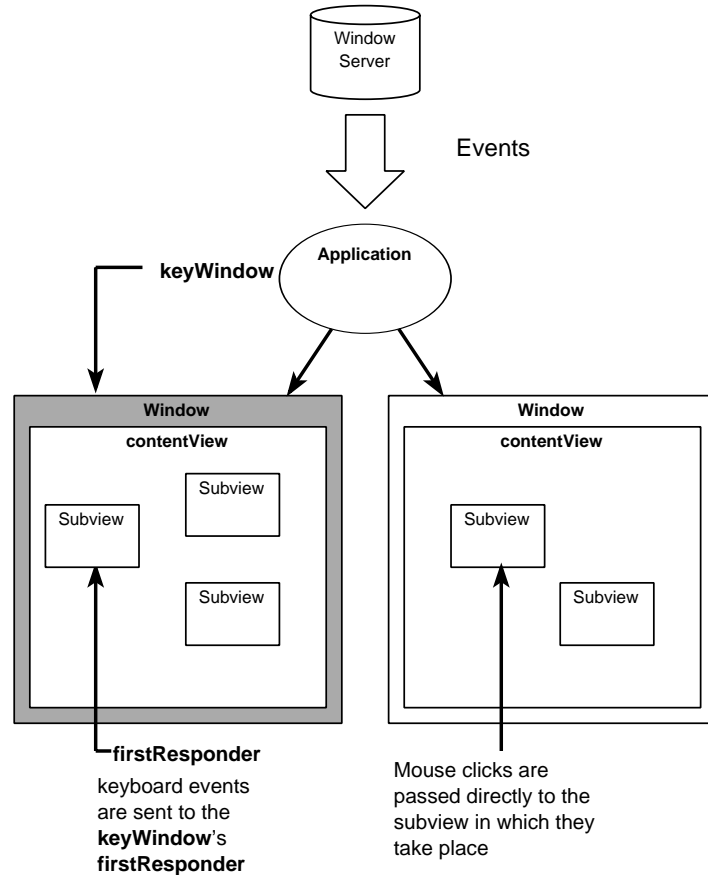 Window
Server
Events
Application
keyWindow
Window
contentView
Subview
Subview
Subview
Window
contentView
Subview
Subview
firstResponder
keyboard events
are sent to the
keyWindow's
firstResponder
Mouse clicks are
passed directly to the
subview in which they
take place